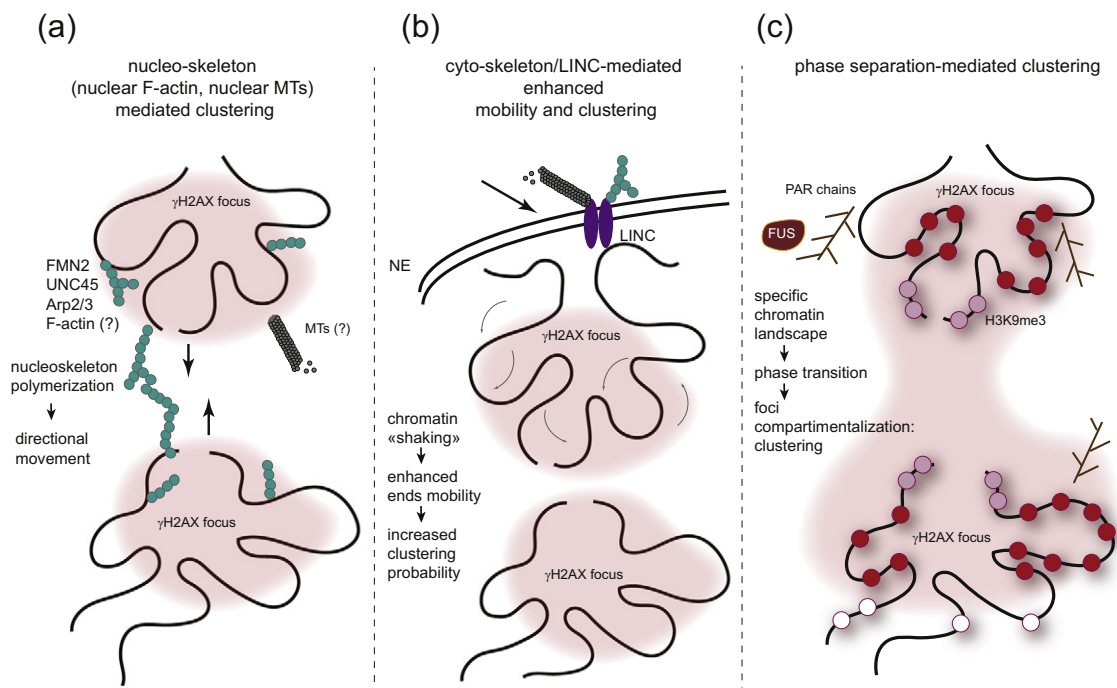 (a)
nucleo-skeleton
(nuclear F-actin, nuclear MTs)
mediated clustering
γH2AX focus
FMN2
UNC45
Arp2/3
F-actin (?)
MTs (?)
nucleoskeleton
polymerization
directional
movement
γH2AX focus
(b)
cyto-skeleton/LINC-mediated
enhanced
mobility and clustering
LINC
NE
γH2AX focus
chromatin
«shaking»
enhanced
ends mobility
increased
clustering
probability
γH2AX focus
(c)
phase separation-mediated clustering
PAR chains
γH2AX focus
FUS
specific
chromatin
landscape
H3K9me3
phase transition
foci
compartimentalization:
clustering
γH2AX focus